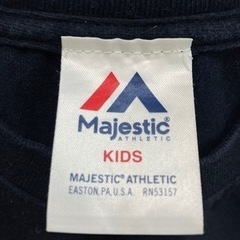 Majestic®
ATHLETIC
KIDS
MAJESTIC® ATHLETIC
EASTON, PA, U.S.A. RN53157